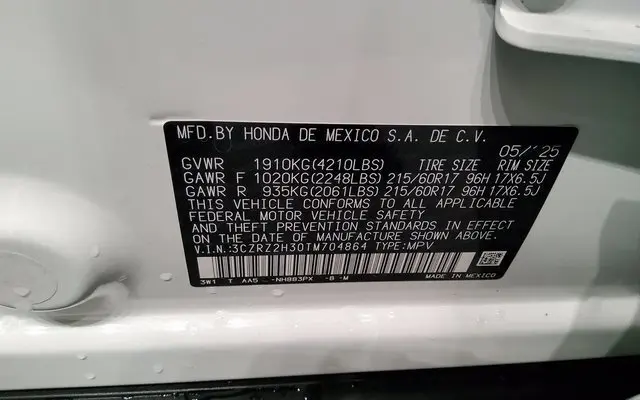 MFD.BY HONDA DE MEXICO S.A. DE C.V.
05/'25
GVWR 1910KG(4210LBS) TIRE SIZE RIM SIZE
GAWR F 1020KG(2248LBS) 215/60R17 96H 17X6.5J
GAWR R 935KG(2061LBS) 215/60R17 96H 17X6.5J
THIS VEHICLE CONFORMS TO ALL APPLICABLE
FEDERAL MOTOR VEHICLE SAFETY
AND THEFT PREVENTION STANDARDS IN EFFECT
ON THE DATE OF MANUFACTURE SHOWN ABOVE.
V.I.N.:3CZRZ2H30TM704864 TYPE:MPV
3W1 T AA5 -NH883PX -B -M MADE IN MEXICO